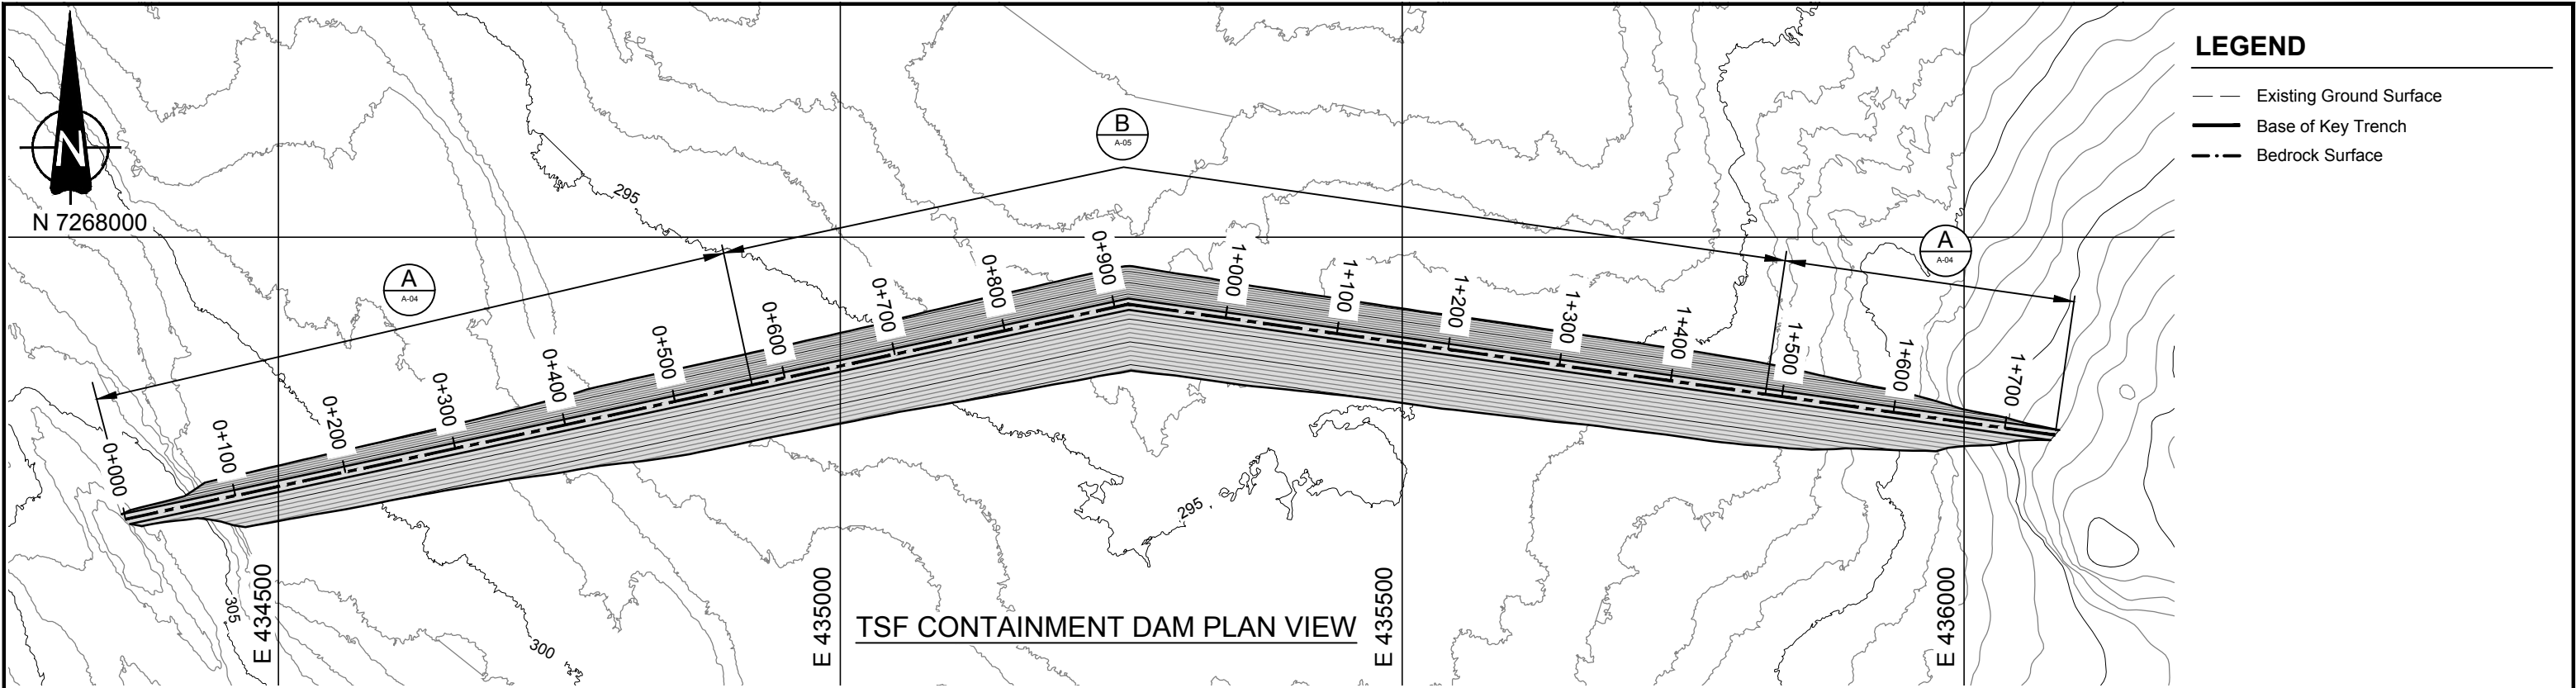 LEGEND
Existing Ground Surface
Base of Key Trench
Bedrock Surface
N
N 7268000
B
A-05
A
A-04
A
A-04
295
0+000
0+100
0+200
0+300
0+400
0+500
0+600
0+700
0+800
0+900
1+000
1+100
1+200
1+300
1+400
1+500
1+600
1+700
295
305
300
E 434500
E 435000
E 435500
E 436000
TSF CONTAINMENT DAM PLAN VIEW